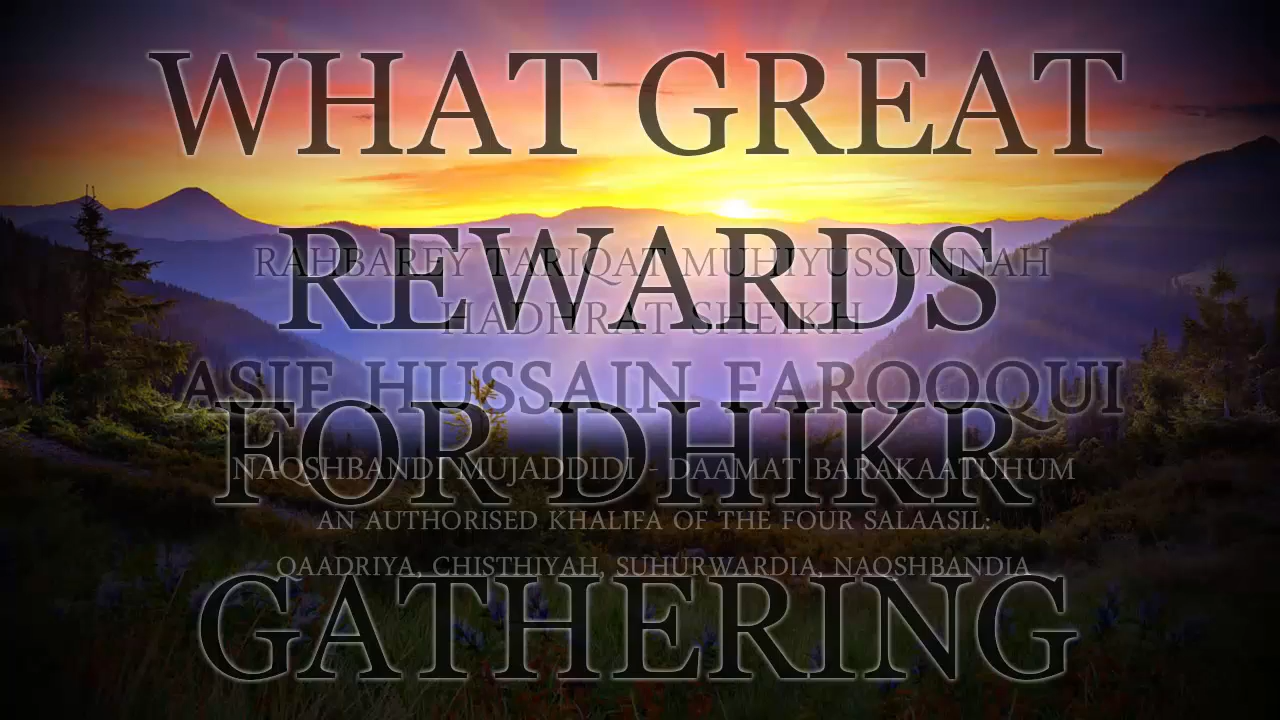 WHAT GREAT
REWARDS
RAHBAREY TARIQAT MUHIYUSSUNNAH
HADHRAT SHEIKH
ASIF HUSSAIN FAROOQUI
FOR DHIKR
NAQSHBANDI MUJADDIDI - DAAMAT BARAKAATUHUM
AN AUTHORISED KHALIFA OF THE FOUR SALAASIL:
QAADRIYA, CHISTHIYAH, SUHURWARDIA, NAQSHBANDIA
GATHERING